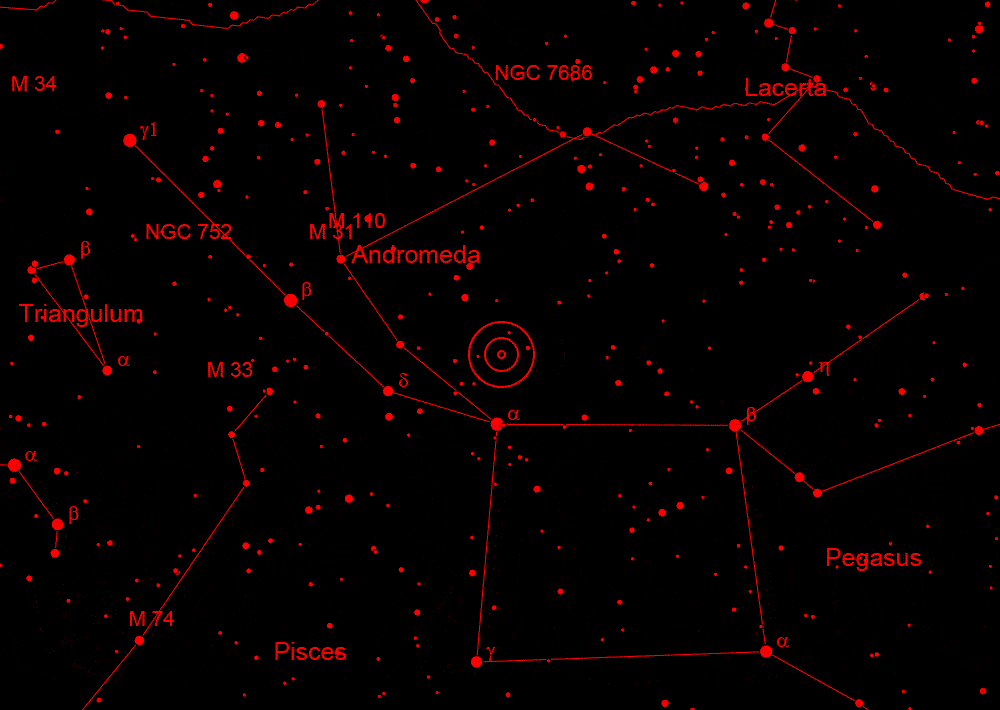 NGC 7686
M 34
Lacerta
γ1
M 110
NGC 752
M 31
β
Andromeda
β
Triangulum
α
M 33
δ
η
α
β
α
β
Pegasus
M 74
Pisces
γ
α